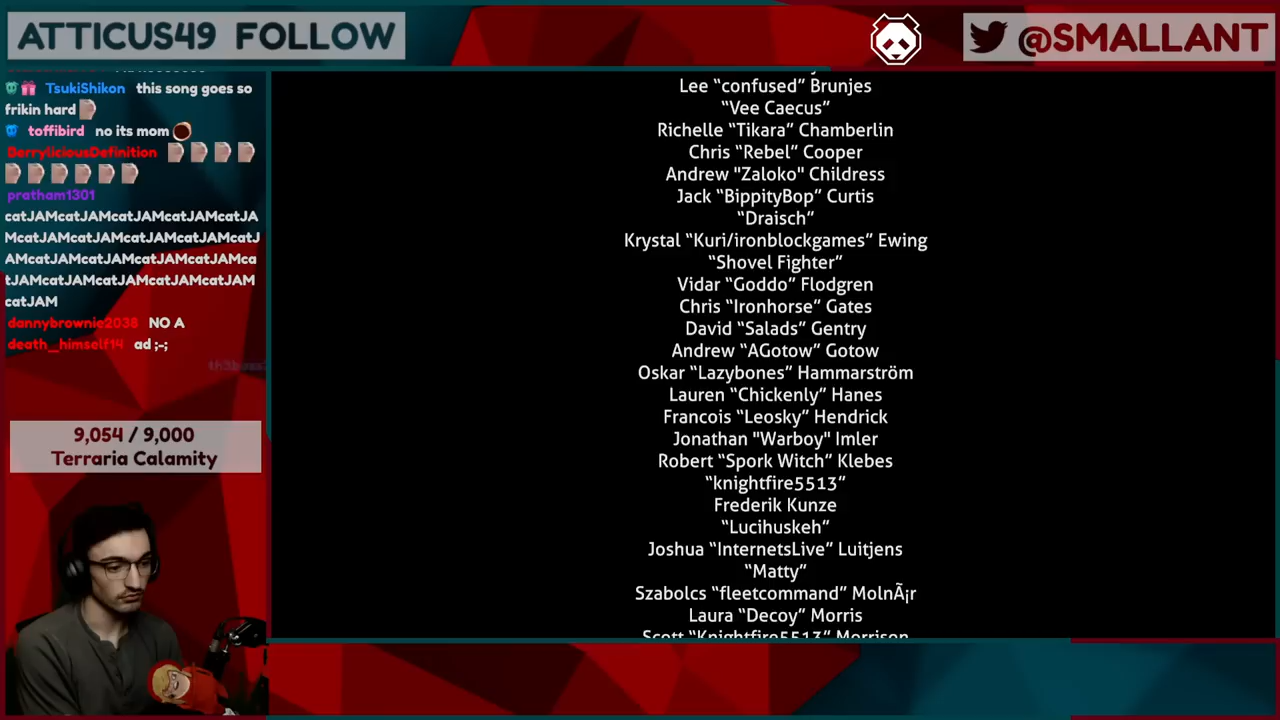 ATTICUS49 FOLLOW
@SMALLANT
TsukiShikon this song goes so
frikin hard
toffibird no its mom
BerryliciousDefinition
pratham1301
catJAMcatJAMcatJAMcatJAMcatJA
McatJAMcatJAMcatJAMcatJAMcatJ
AMcatJAMcatJAMcatJAMcatJAMca
tJAMcatJAMcatJAMcatJAMcatJAM
catJAM
dannybrownie2036 NO A
death_himself14 ad ;-;
9,054 / 9,000
Terraria Calamity
Lee “confused” Brunjes
“Vee Caecus”
Richelle “Tikara” Chamberlin
Chris “Rebel” Cooper
Andrew "Zaloko" Childress
Jack “BippityBop” Curtis
“Draisch”
Krystal “Kuri/ironblockgames” Ewing
“Shovel Fighter”
Vidar “Goddo” Flodgren
Chris “Ironhorse” Gates
David “Salads” Gentry
Andrew “AGotow” Gotow
Oskar “Lazybones” Hammarström
Lauren “Chickenly” Hanes
Francois “Leosky” Hendrick
Jonathan "Warboy" Imler
Robert “Spork Witch” Klebes
“knightfire5513”
Frederik Kunze
“Lucihuskeh”
Joshua “InternetsLive” Luitjens
“Matty”
Szabolcs “fleetcommand” MolnÃ¡r
Laura “Decoy” Morris
Scott “Knightfire5513” Morrison